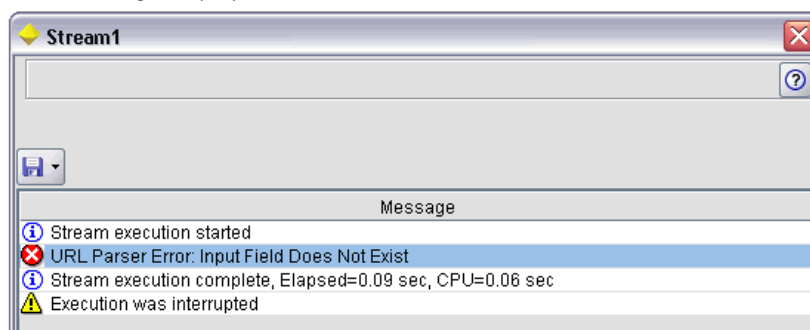 Stream1
Message
Stream execution started
URL Parser Error: Input Field Does Not Exist
Stream execution complete, Elapsed=0.09 sec, CPU=0.06 sec
Execution was interrupted